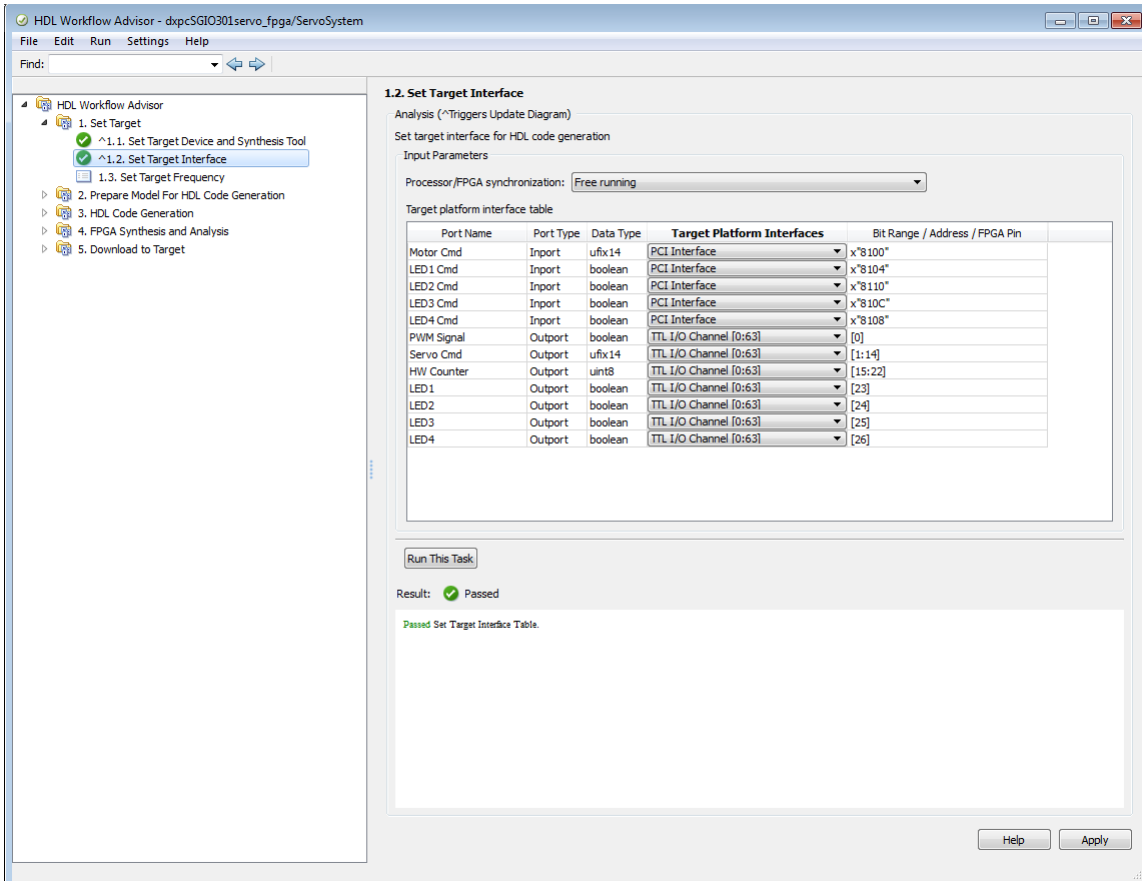 HDL Workflow Advisor - dxpcSGIO301servo_fpga/ServoSystem
File Edit Run Settings Help
Find:
HDL Workflow Advisor
1. Set Target
^1.1. Set Target Device and Synthesis Tool
^1.2. Set Target Interface
1.3. Set Target Frequency
2. Prepare Model For HDL Code Generation
3. HDL Code Generation
4. FPGA Synthesis and Analysis
5. Download to Target
1.2. Set Target Interface
Analysis (^Triggers Update Diagram)
Set target interface for HDL code generation
Input Parameters
Processor/FPGA synchronization: Free running
Target platform interface table
Port Name Port Type Data Type Target Platform Interfaces Bit Range / Address / FPGA Pin
Motor Cmd Inport ufix14 PCI Interface x"8100"
LED1 Cmd Inport boolean PCI Interface x"8104"
LED2 Cmd Inport boolean PCI Interface x"8110"
LED3 Cmd Inport boolean PCI Interface x"810C"
LED4 Cmd Inport boolean PCI Interface x"8108"
PWM Signal Outport boolean TTL I/O Channel [0:63] [0]
Servo Cmd Outport ufix14 TTL I/O Channel [0:63] [1:14]
HW Counter Outport uint8 TTL I/O Channel [0:63] [15:22]
LED1 Outport boolean TTL I/O Channel [0:63] [23]
LED2 Outport boolean TTL I/O Channel [0:63] [24]
LED3 Outport boolean TTL I/O Channel [0:63] [25]
LED4 Outport boolean TTL I/O Channel [0:63] [26]
Run This Task
Result: Passed
Passed Set Target Interface Table.
Help Apply